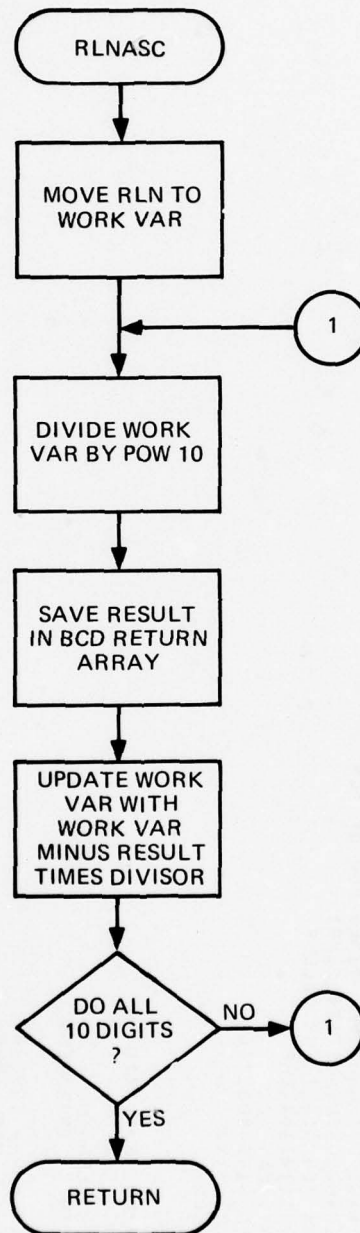 RLNASC
MOVE RLN TO
WORK VAR
1
DIVIDE WORK
VAR BY POW 10
SAVE RESULT
IN BCD RETURN
ARRAY
UPDATE WORK
VAR WITH
WORK VAR
MINUS RESULT
TIMES DIVISOR
DO ALL
10 DIGITS
?
NO
1
YES
RETURN